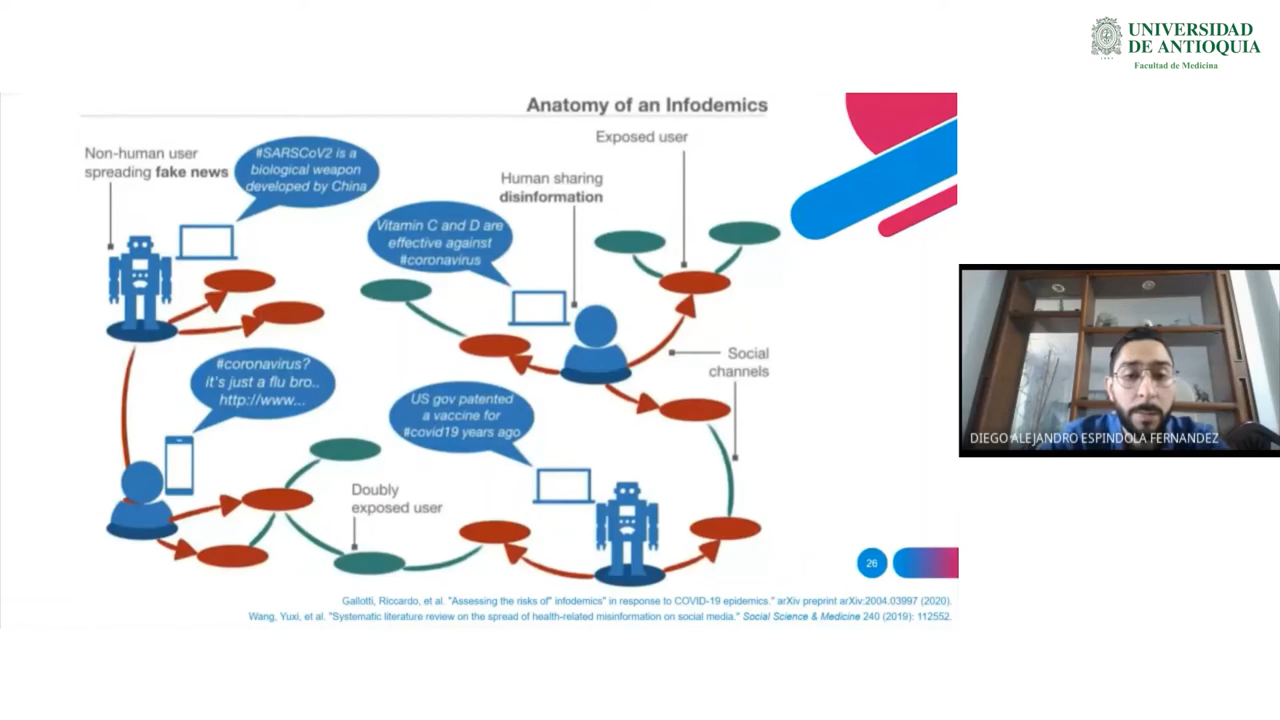 UNIVERSIDAD
DE ANTIOQUIA
Facultad de Medicina
Anatomy of an Infodemics
Non-human user
spreading fake news
#SARSCoV2 is a
biological weapon
developed by China
Human sharing
disinformation
Exposed user
Vitamin C and D are
effective against
#coronavirus
Social
channels
#coronavirus?
it's just a flu bro..
http://www...
US gov patented
a vaccine for
#covid19 years ago
Doubly
exposed user
26
Gallotti, Riccardo, et al. "Assessing the risks of" infodemics" in response to COVID-19 epidemics." arXiv preprint arXiv:2004.03997 (2020).
Wang, Yuxi, et al. "Systematic literature review on the spread of health-related misinformation on social media." Social Science & Medicine 240 (2019): 112552.
DIEGO ALEJANDRO ESPINDOLA FERNANDEZ